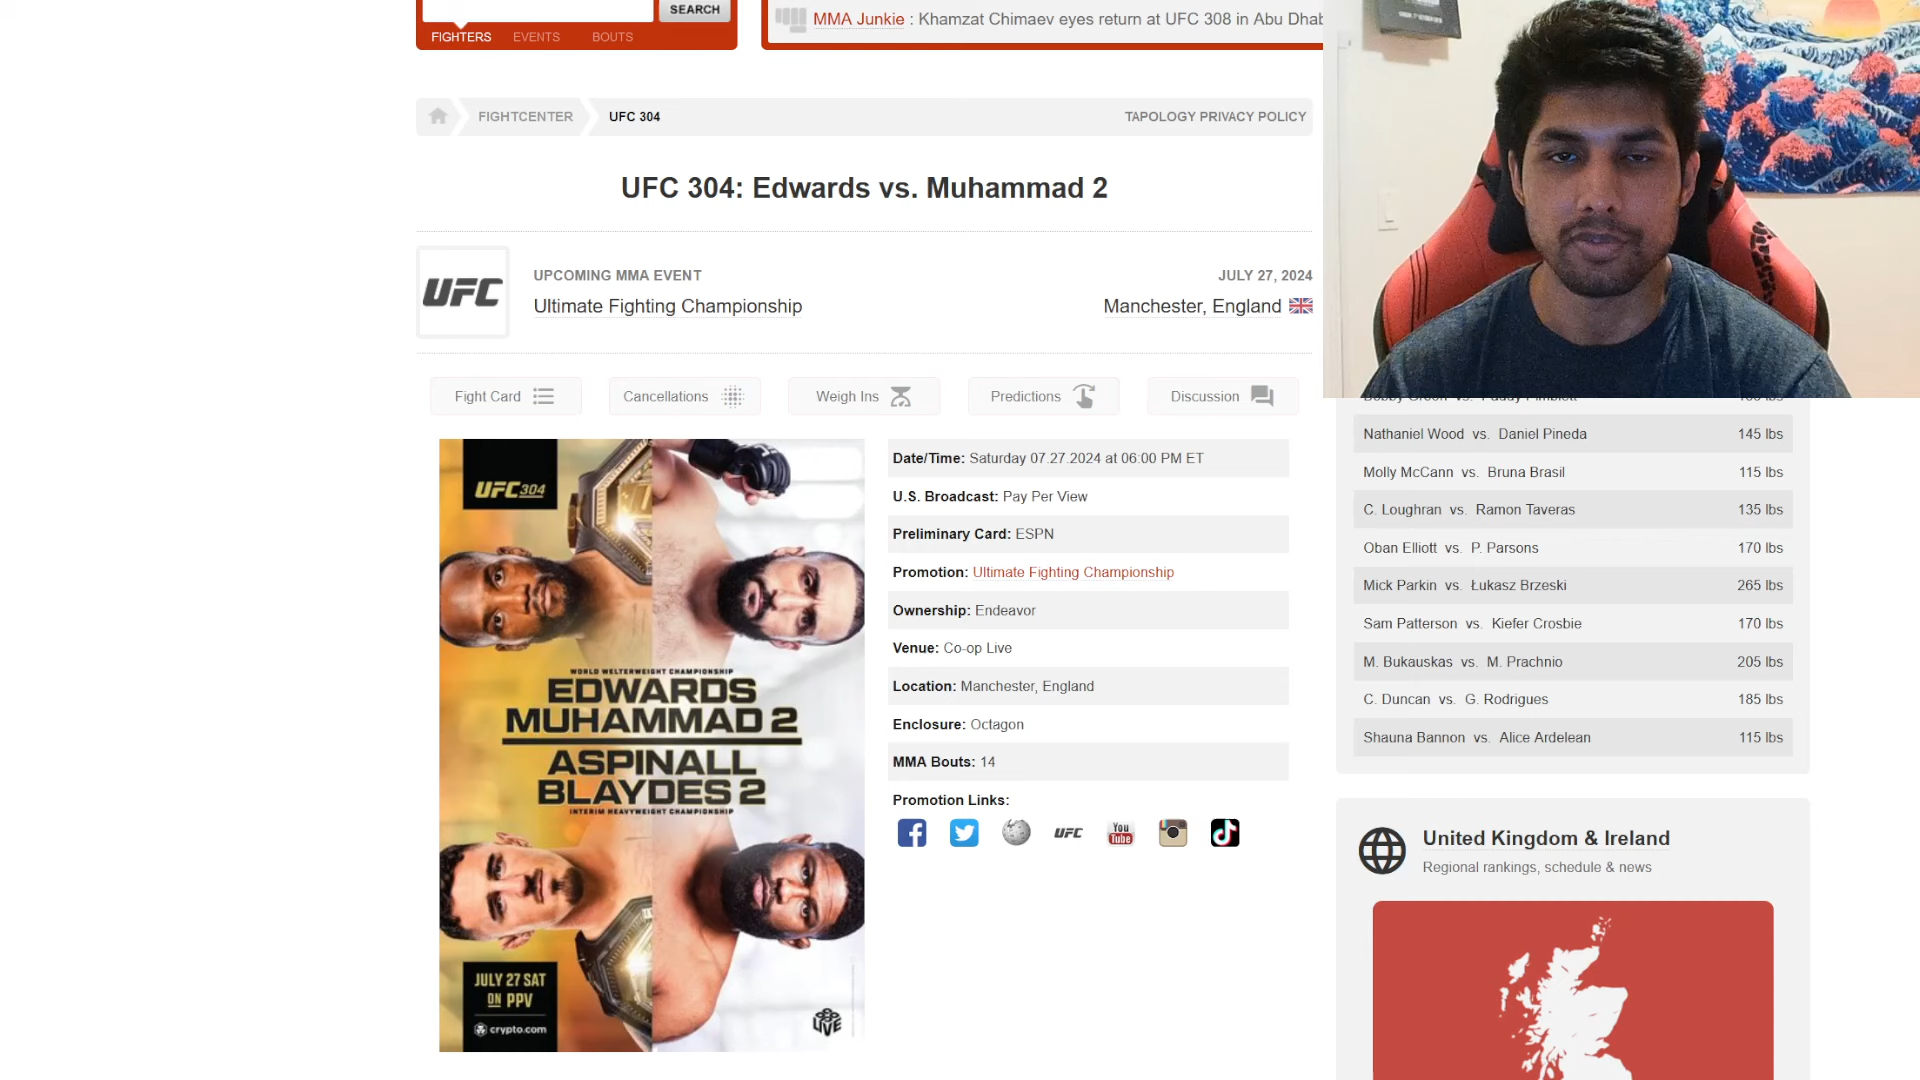 SEARCH
FIGHTERS
EVENTS
BOUTS
MMA Junkie : Khamzat Chimaev eyes return at UFC 308 in Abu Dhab
FIGHTCENTER
UFC 304
TAPOLOGY PRIVACY POLICY
UFC 304: Edwards vs. Muhammad 2
UFC
UPCOMING MMA EVENT
JULY 27, 2024
Ultimate Fighting Championship
Manchester, England
Fight Card
Cancellations
Weigh Ins
Predictions
Discussion
UFC 304
WORLD WELTERWEIGHT CHAMPIONSHIP
EDWARDS
MUHAMMAD 2
ASPINALL
BLAYDES 2
INTERIM HEAVYWEIGHT CHAMPIONSHIP
JULY 27 SAT
ON PPV
crypto.com
LIVE
Date/Time: Saturday 07.27.2024 at 06:00 PM ET
U.S. Broadcast: Pay Per View
Preliminary Card: ESPN
Promotion: Ultimate Fighting Championship
Ownership: Endeavor
Venue: Co-op Live
Location: Manchester, England
Enclosure: Octagon
MMA Bouts: 14
Promotion Links:
UFC
You
Tube
Nathaniel Wood vs. Daniel Pineda 145 lbs
Molly McCann vs. Bruna Brasil 115 lbs
C. Loughran vs. Ramon Taveras 135 lbs
Oban Elliott vs. P. Parsons 170 lbs
Mick Parkin vs. Łukasz Brzeski 265 lbs
Sam Patterson vs. Kiefer Crosbie 170 lbs
M. Bukauskas vs. M. Prachnio 205 lbs
C. Duncan vs. G. Rodrigues 185 lbs
Shauna Bannon vs. Alice Ardelean 115 lbs
United Kingdom & Ireland
Regional rankings, schedule & news